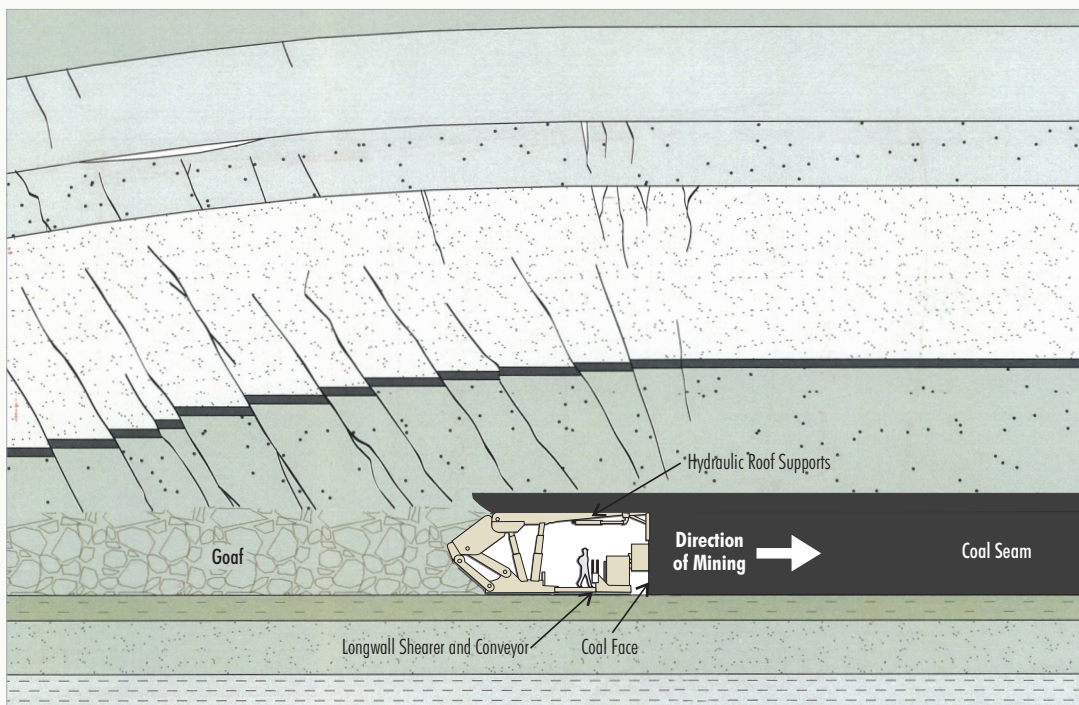 Hydraulic Roof Supports
Goaf
Direction
of Mining
Coal Seam
Longwall Shearer and Conveyor
Coal Face